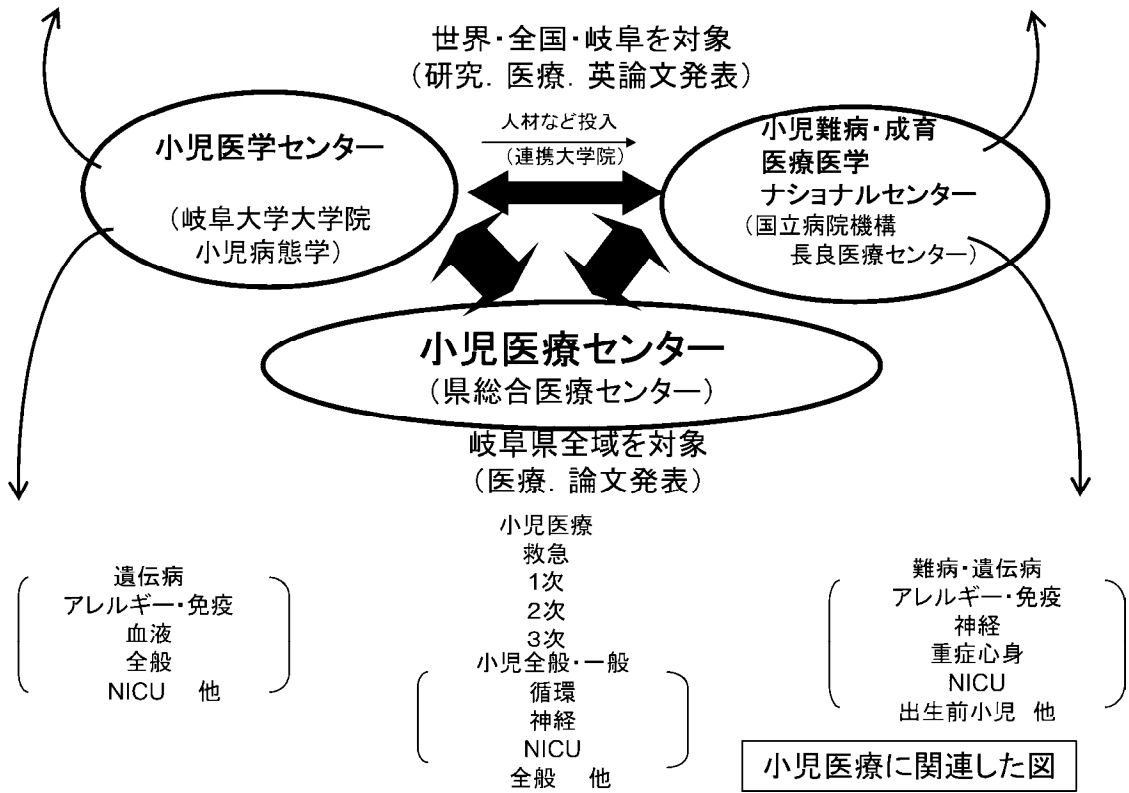 世界・全国・岐阜を対象
（研究．医療．英論文発表）
小児医学センター
（岐阜大学大学院
小児病態学）
人材など投入
（連携大学院）
小児難病・成育
医療医学
ナショナルセンター
（国立病院機構
長良医療センター）
小児医療センター
（県総合医療センター）
岐阜県全域を対象
（医療．論文発表）
遺伝病
アレルギー・免疫
血液
全般
NICU　他
小児医療
救急
1次
2次
3次
小児全般・一般
循環
神経
NICU
全般　他
難病・遺伝病
アレルギー・免疫
神経
重症心身
NICU
出生前小児　他
小児医療に関連した図